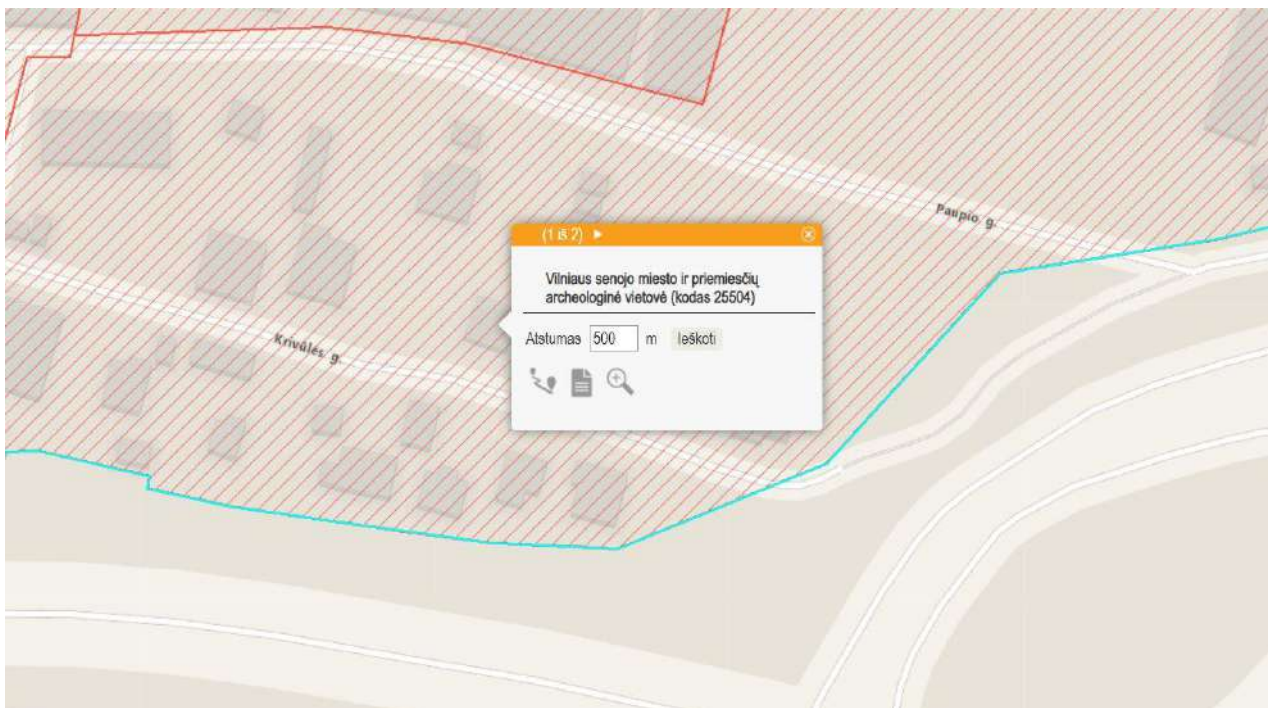 Paupio g.
(1 iš 2)
Vilniaus senojo miesto ir priemiesčių
archeologinė vietovė (kodas 25504)
Atstumas 500 m Ieškoti
Krivūlės g.